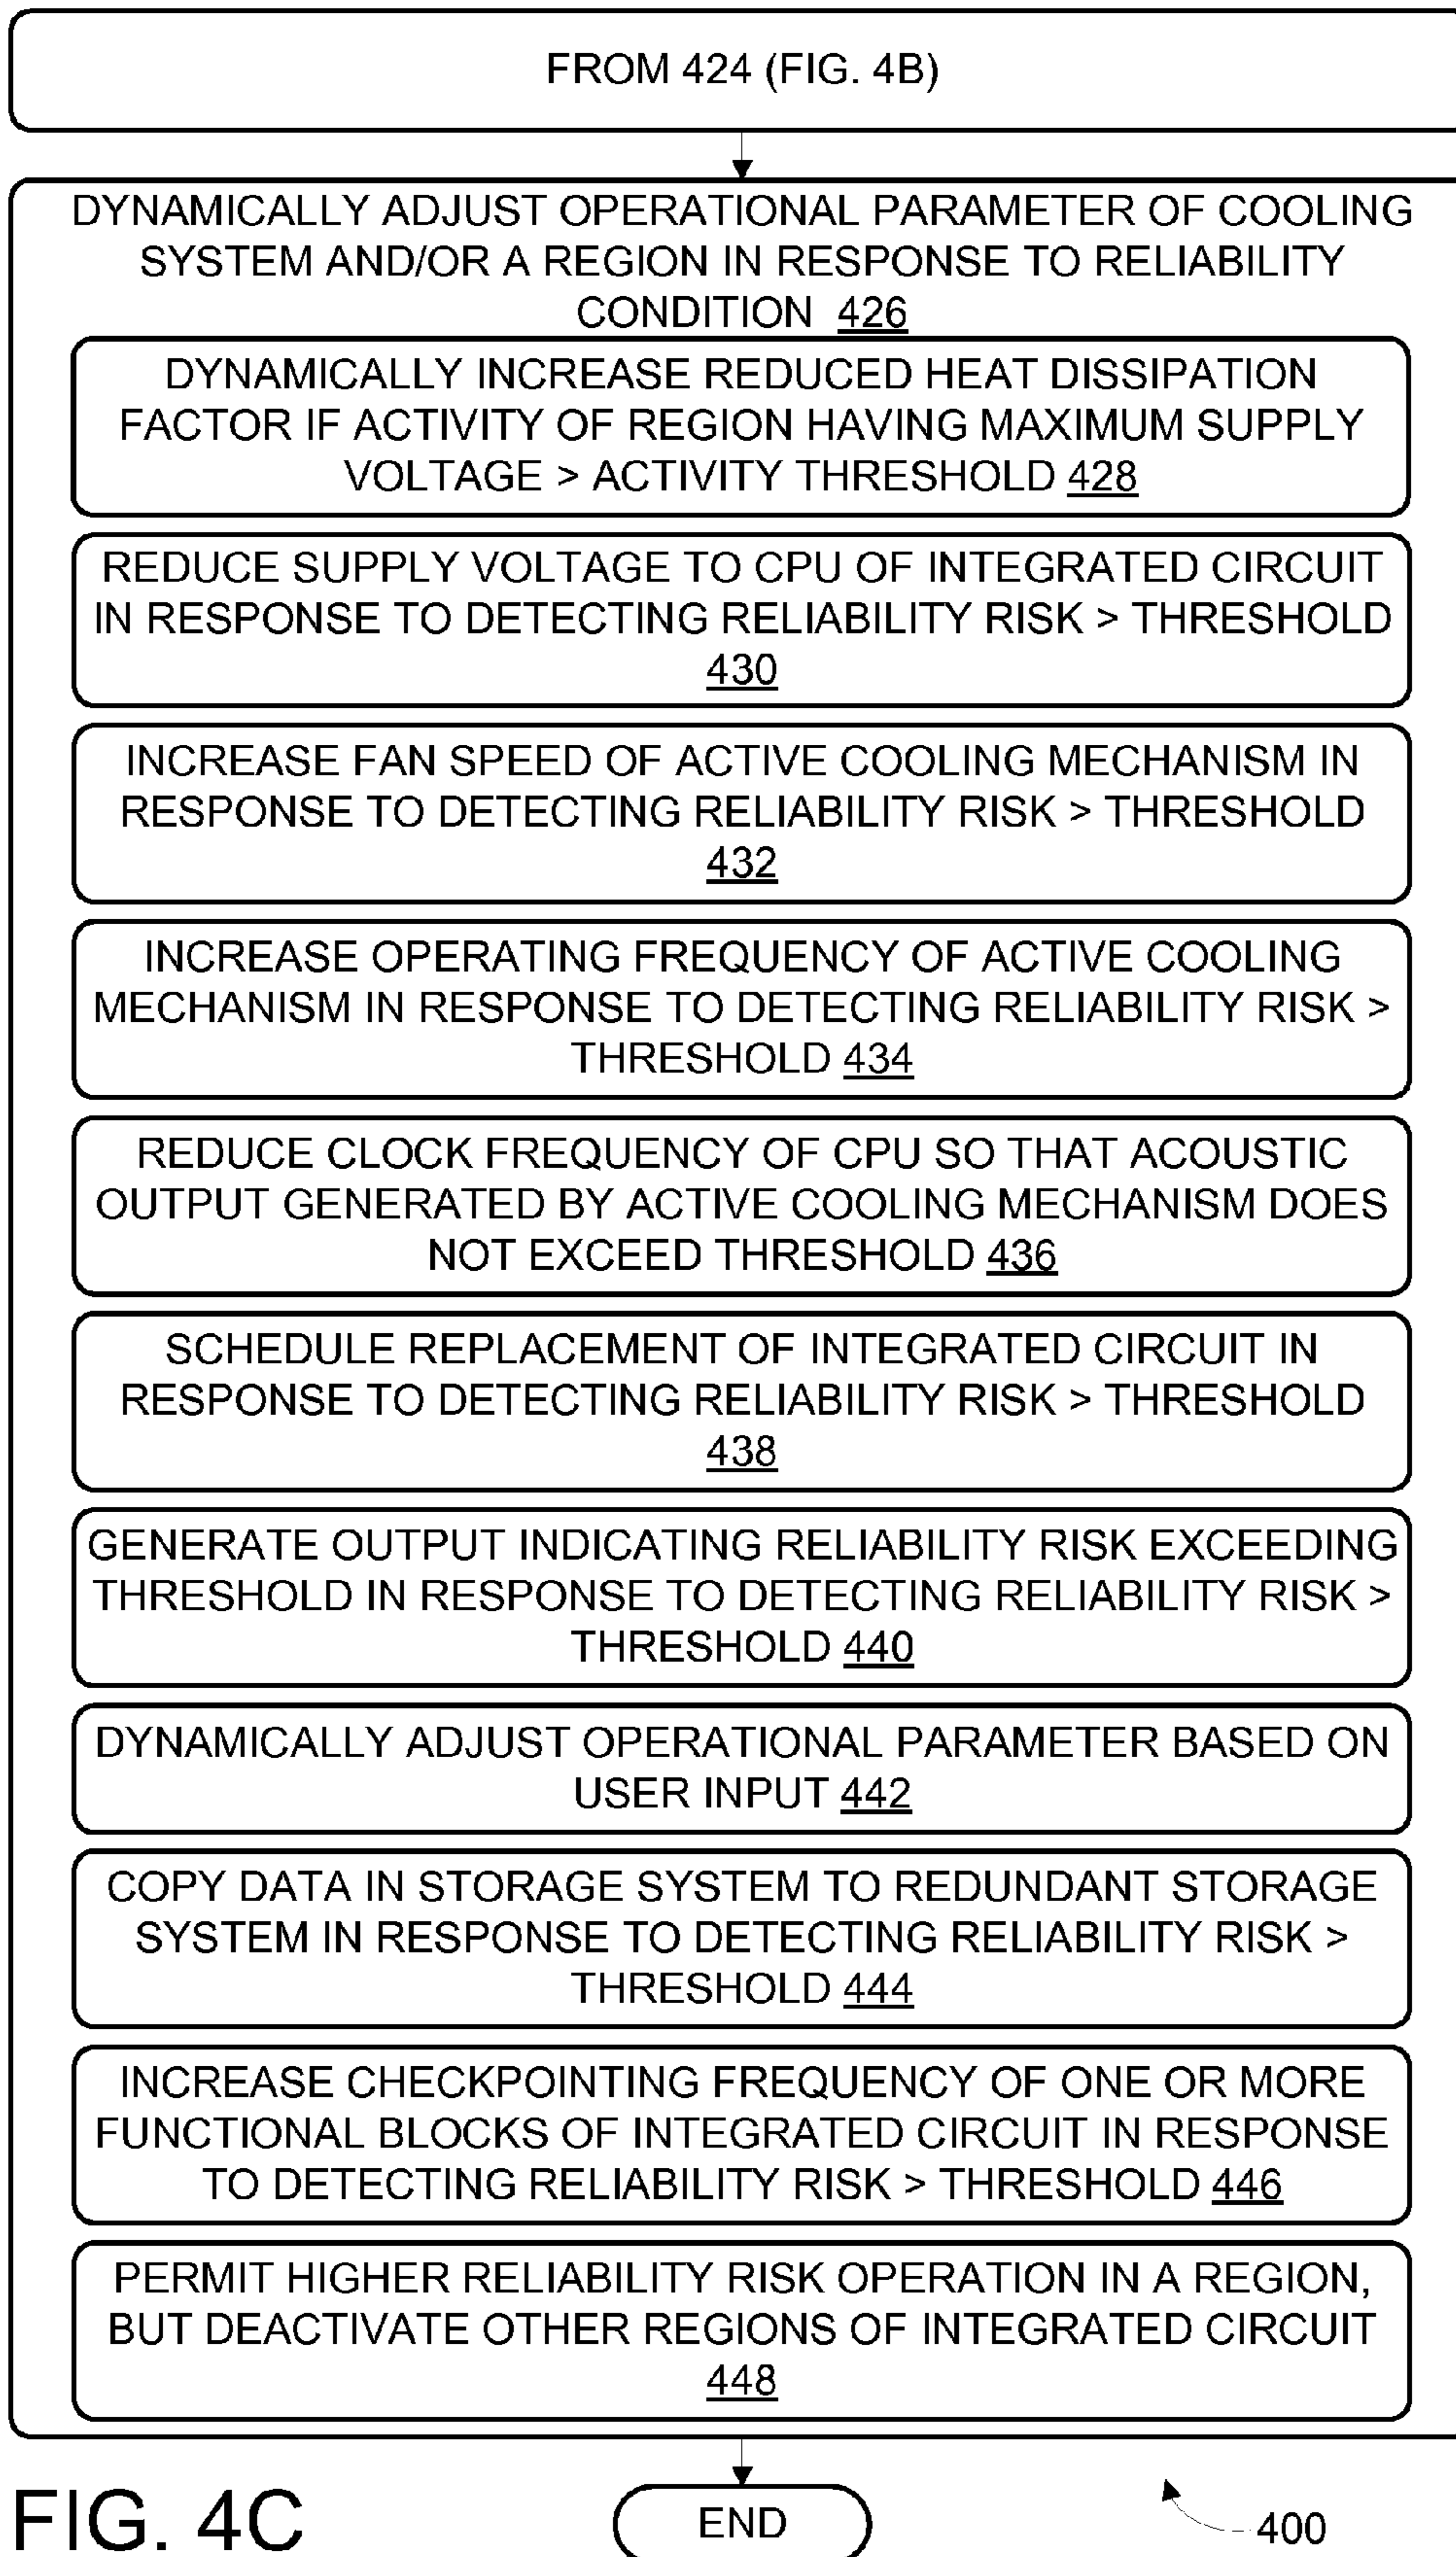 FROM 424 (FIG. 4B)
DYNAMICALLY ADJUST OPERATIONAL PARAMETER OF COOLING
SYSTEM AND/OR A REGION IN RESPONSE TO RELIABILITY
CONDITION 426
DYNAMICALLY INCREASE REDUCED HEAT DISSIPATION
FACTOR IF ACTIVITY OF REGION HAVING MAXIMUM SUPPLY
VOLTAGE > ACTIVITY THRESHOLD 428
REDUCE SUPPLY VOLTAGE TO CPU OF INTEGRATED CIRCUIT
IN RESPONSE TO DETECTING RELIABILITY RISK > THRESHOLD
430
INCREASE FAN SPEED OF ACTIVE COOLING MECHANISM IN
RESPONSE TO DETECTING RELIABILITY RISK > THRESHOLD
432
INCREASE OPERATING FREQUENCY OF ACTIVE COOLING
MECHANISM IN RESPONSE TO DETECTING RELIABILITY RISK >
THRESHOLD 434
REDUCE CLOCK FREQUENCY OF CPU SO THAT ACOUSTIC
OUTPUT GENERATED BY ACTIVE COOLING MECHANISM DOES
NOT EXCEED THRESHOLD 436
SCHEDULE REPLACEMENT OF INTEGRATED CIRCUIT IN
RESPONSE TO DETECTING RELIABILITY RISK > THRESHOLD
438
GENERATE OUTPUT INDICATING RELIABILITY RISK EXCEEDING
THRESHOLD IN RESPONSE TO DETECTING RELIABILITY RISK >
THRESHOLD 440
DYNAMICALLY ADJUST OPERATIONAL PARAMETER BASED ON
USER INPUT 442
COPY DATA IN STORAGE SYSTEM TO REDUNDANT STORAGE
SYSTEM IN RESPONSE TO DETECTING RELIABILITY RISK >
THRESHOLD 444
INCREASE CHECKPOINTING FREQUENCY OF ONE OR MORE
FUNCTIONAL BLOCKS OF INTEGRATED CIRCUIT IN RESPONSE
TO DETECTING RELIABILITY RISK > THRESHOLD 446
PERMIT HIGHER RELIABILITY RISK OPERATION IN A REGION,
BUT DEACTIVATE OTHER REGIONS OF INTEGRATED CIRCUIT
448
END
400
FIG. 4C